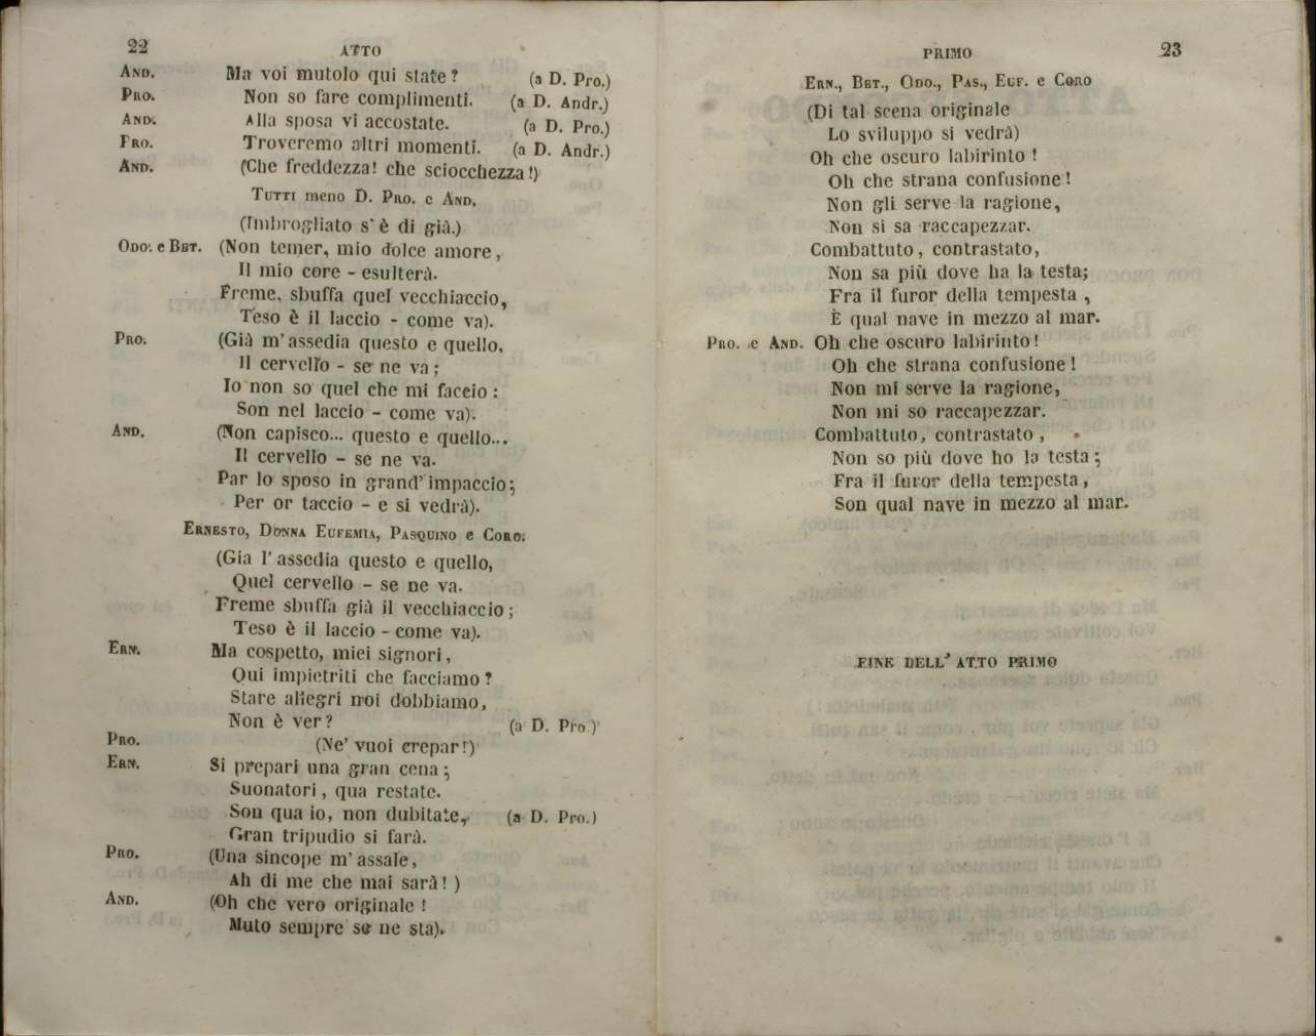 22
ATTO
AND. Ma voi mutolo qui state? (a D. Pro.)
PRO. Non so fare complimenti. (a D. Andr.)
AND. Alla sposa vi accostate. (a D. Pro.)
PRO. Troveremo altri momenti. (a D. Andr.)
AND. (Che freddezza! che sciocchezza!)
TUTTI meno D. PRO. e AND.
(Imbrogliato s'è di già.)
ODO. e BET. (Non temer, mio dolce amore,
Il mio core - esulterà.
Freme, sbuffa quel vecchiaccio,
Teso è il laccio - come va).
PRO. (Già m'assedia questo e quello,
Il cervello - se ne va;
Io non so quel che mi faccio:
Son nel laccio - come va).
AND. (Non capisco... questo e quello...
Il cervello - se ne va.
Par lo sposo in grand'impaccio;
Per or taccio - e si vedrà).
ERNESTO, DONNA EUFEMIA, PASQUINO e CORO.
(Gia l'assedia questo e quello,
Quel cervello - se ne va.
Freme sbuffa già il vecchiaccio;
Teso è il laccio - come va).
ERN. Ma cospetto, miei signori,
Qui impietriti che facciamo?
Stare allegri noi dobbiamo,
Non è ver? (a D. Pro.)
PRO. (Ne' vuoi crepar!)
ERN. Si prepari una gran cena;
Suonatori, qua restate.
Son qua io, non dubitate, (a D. Pro.)
Gran tripudio si farà.
PRO. (Una sincope m'assale,
Ah di me che mai sarà!)
AND. (Oh che vero originale!
Muto sempre se ne sta).
PRIMO
23
ERN., BET., ODO., PAS., EUF. e CORO
(Di tal scena originale
Lo sviluppo si vedrà)
Oh che oscuro labirinto!
Oh che strana confusione!
Non gli serve la ragione,
Non si sa raccapezzar.
Combattuto, contrastato,
Non sa più dove ha la testa;
Fra il furor della tempesta,
È qual nave in mezzo al mar.
PRO. e AND. Oh che oscuro labirinto!
Oh che strana confusione!
Non mi serve la ragione,
Non mi so raccapezzar.
Combattuto, contrastato,
Non so più dove ho la testa;
Fra il furor della tempesta,
Son qual nave in mezzo al mar.
FINE DELL'ATTO PRIMO